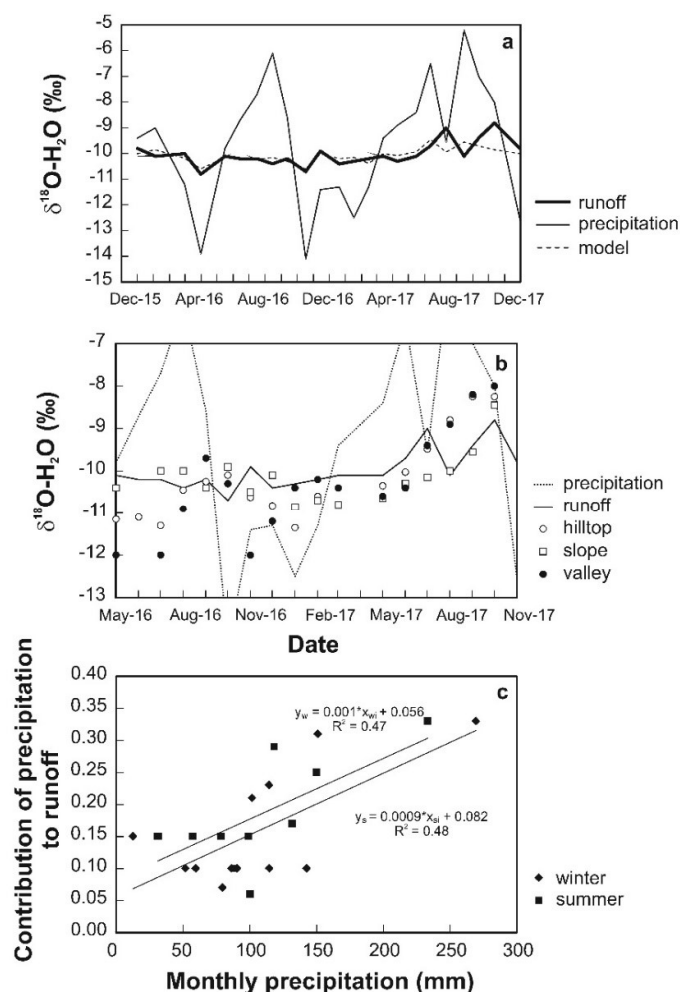 a
δ18O-H2O (‰)
-5
-6
-7
-8
-9
-10
-11
-12
-13
-14
-15
Dec-15 Apr-16 Aug-16 Dec-16 Apr-17 Aug-17 Dec-17
runoff
precipitation
model
b
δ18O-H2O (‰)
-7
-8
-9
-10
-11
-12
-13
May-16 Aug-16 Nov-16 Feb-17 May-17 Aug-17 Nov-17
Date
precipitation
runoff
hilltop
slope
valley
c
Contribution of precipitation
to runoff
0.40
0.35
0.30
0.25
0.20
0.15
0.10
0.05
0.00
yw = 0.001*xwi + 0.056
R2 = 0.47
ys = 0.0009*xsi + 0.082
R2 = 0.48
0 50 100 150 200 250 300
Monthly precipitation (mm)
winter
summer